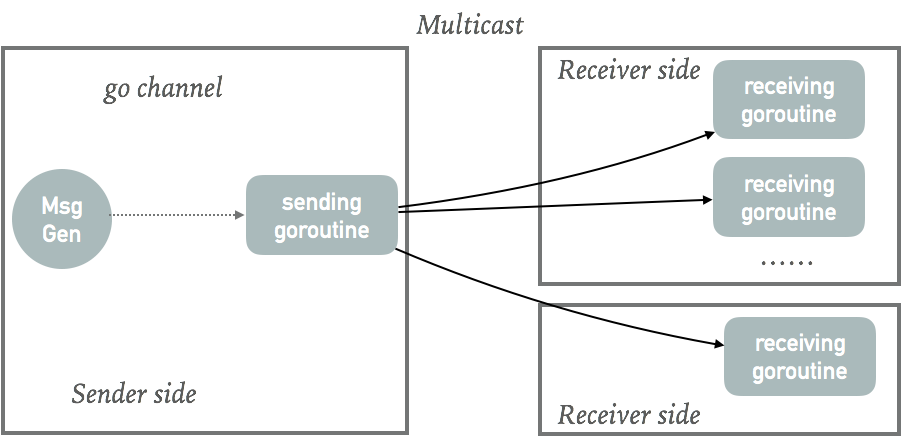 Multicast
go channel
Msg
Gen
sending
goroutine
Sender side
Receiver side
receiving
goroutine
receiving
goroutine
......
receiving
goroutine
Receiver side